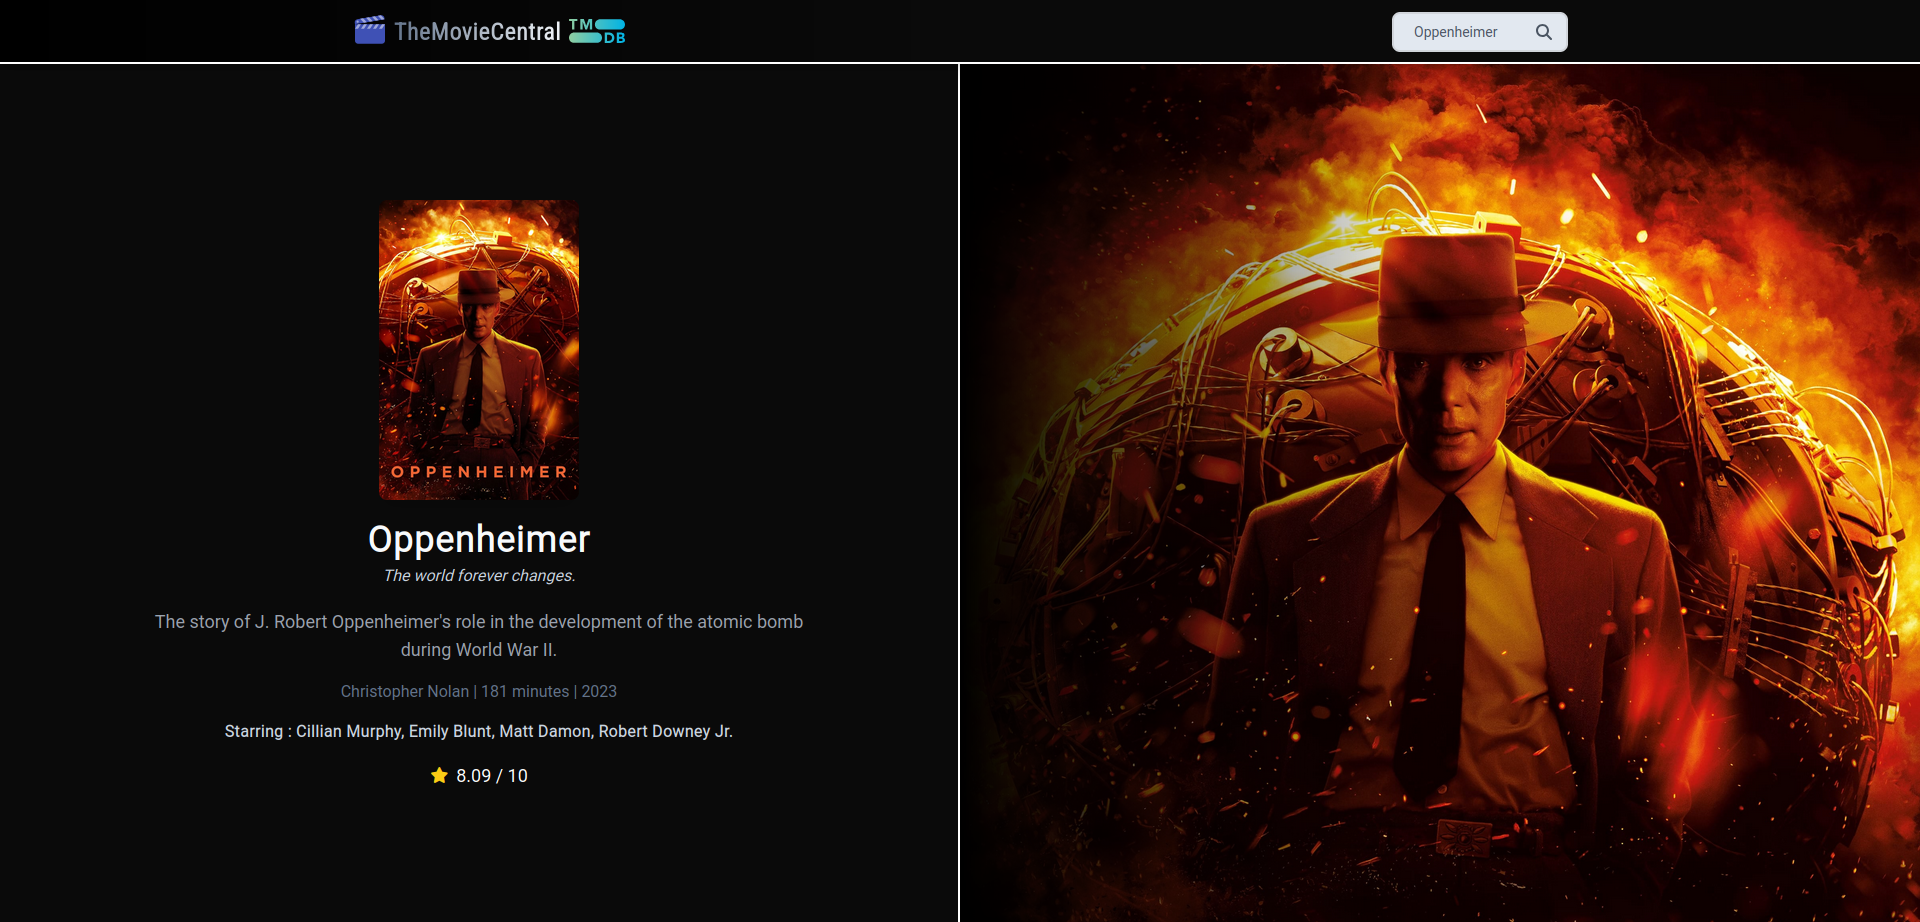 TheMovieCentral TMDB
Oppenheimer
OPPENHEIMER
Oppenheimer
The world forever changes.
The story of J. Robert Oppenheimer's role in the development of the atomic bomb
during World War II.
Christopher Nolan | 181 minutes | 2023
Starring : Cillian Murphy, Emily Blunt, Matt Damon, Robert Downey Jr.
8.09 / 10